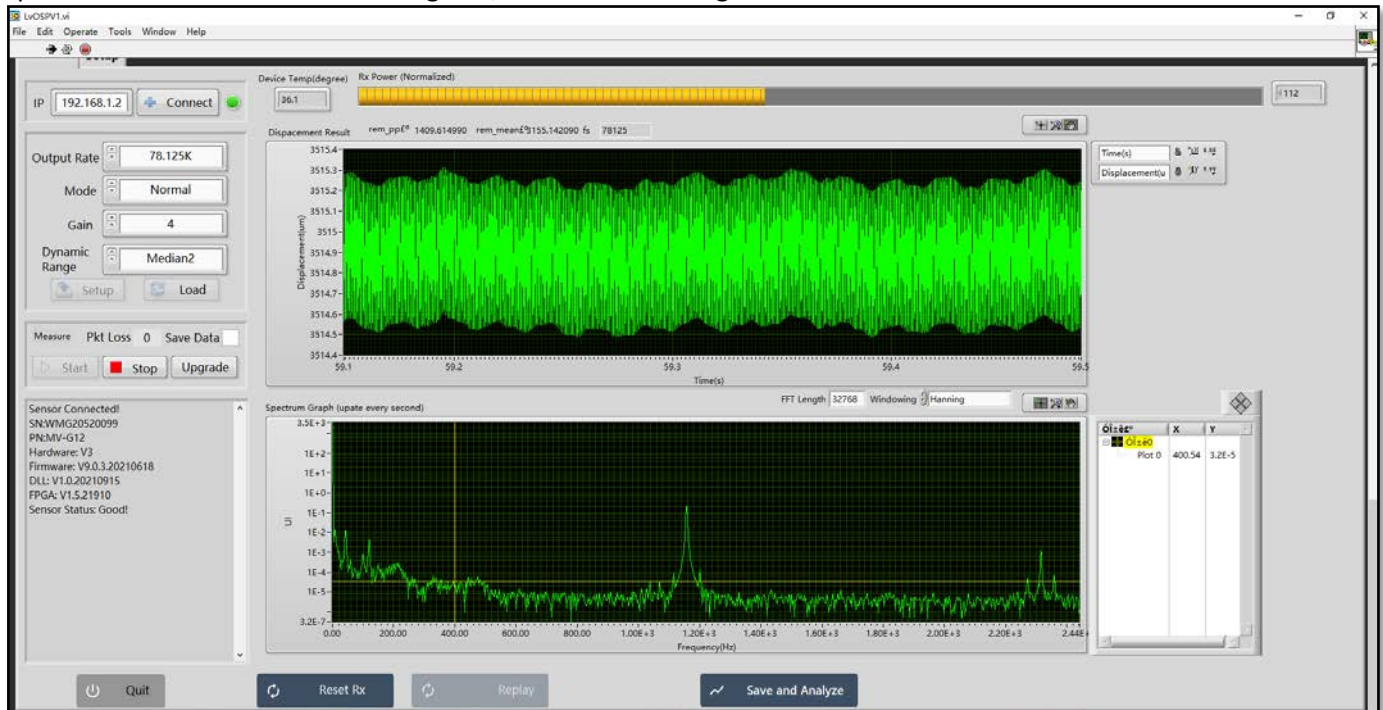 LvOSPV1.vi
File Edit Operate Tools Window Help
IP 192.168.1.2 Connect
Device Temp(degree) Rx Power (Normalized)
36.1
112
Output Rate 78.125K
Mode Normal
Gain 4
Dynamic Range Median2
Setup Load
Measure Pkt Loss 0 Save Data
Start Stop Upgrade
Sensor Connected!
SN:WMG20520099
PN:MV-G12
Hardware: V3
Firmware: V9.0.3.20210618
DLL: V1.0.20210915
FPGA: V1.5.21910
Sensor Status: Good!
Dispacement Result rem_pp£º 1409.614990 rem_mean£º3155.142090 fs 78125
3515.4
3515.3
3515.2
3515.1
3515
3514.9
3514.8
3514.7
3514.6
3514.5
3514.4
Displacement(um)
59.1 59.2 59.3 59.4 59.5
Time(s)
Time(s)
Displacement(u
Spectrum Graph (upate every second)
FFT Length 32768 Windowing Hanning
3.5E+3
1E+2
1E+1
1E+0
1E-1
1E-2
1E-3
1E-4
1E-5
3.2E-7
UI
0.00 200.00 400.00 600.00 800.00 1.00E+3 1.20E+3 1.40E+3 1.60E+3 1.80E+3 2.00E+3 2.20E+3 2.44E
Frequency(Hz)
X Y
Plot 0 400.54 3.2E-5
Quit
Reset Rx
Replay
Save and Analyze